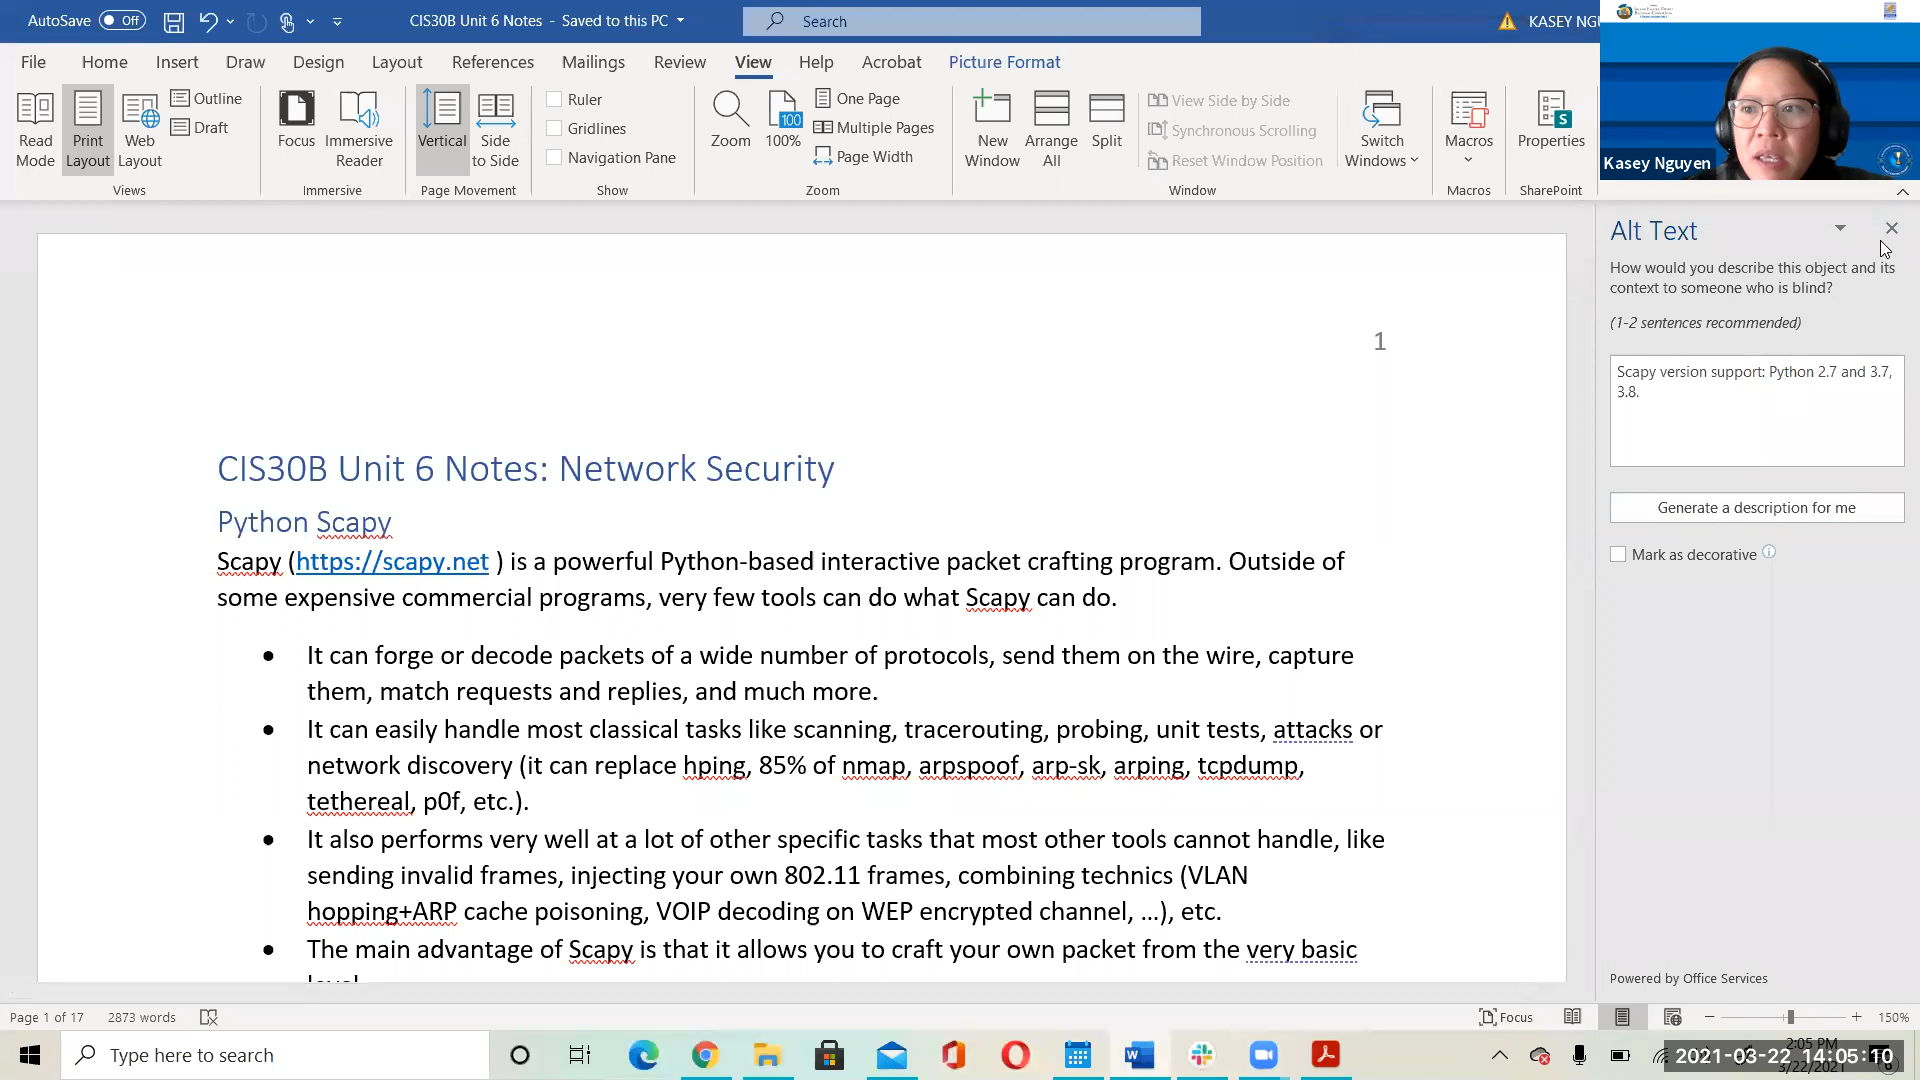 AutoSave Off
CIS30B Unit 6 Notes - Saved to this PC
Search
KASEY NGU
File Home Insert Draw Design Layout References Mailings Review View Help Acrobat Picture Format
Read Mode
Print Layout
Web Layout
Outline
Draft
Views
Focus
Immersive Reader
Immersive
Vertical
Side to Side
Page Movement
Ruler
Gridlines
Navigation Pane
Show
Zoom
100
100%
One Page
Multiple Pages
Page Width
Zoom
New Window
Arrange All
Split
View Side by Side
Synchronous Scrolling
Reset Window Position
Window
Switch Windows
Macros
Macros
Properties
SharePoint
Kasey Nguyen
1
CIS30B Unit 6 Notes: Network Security
Python Scapy
Scapy (https://scapy.net ) is a powerful Python-based interactive packet crafting program. Outside of
some expensive commercial programs, very few tools can do what Scapy can do.
• It can forge or decode packets of a wide number of protocols, send them on the wire, capture
them, match requests and replies, and much more.
• It can easily handle most classical tasks like scanning, tracerouting, probing, unit tests, attacks or
network discovery (it can replace hping, 85% of nmap, arpspoof, arp-sk, arping, tcpdump,
tethereal, p0f, etc.).
• It also performs very well at a lot of other specific tasks that most other tools cannot handle, like
sending invalid frames, injecting your own 802.11 frames, combining technics (VLAN
hopping+ARP cache poisoning, VOIP decoding on WEP encrypted channel, ...), etc.
• The main advantage of Scapy is that it allows you to craft your own packet from the very basic
level
Alt Text
How would you describe this object and its
context to someone who is blind?
(1-2 sentences recommended)
Scapy version support: Python 2.7 and 3.7,
3.8.
Generate a description for me
Mark as decorative
Powered by Office Services
Page 1 of 17 2873 words
Focus
150%
Type here to search
2:05 PM
2021-03-22 14:05:10